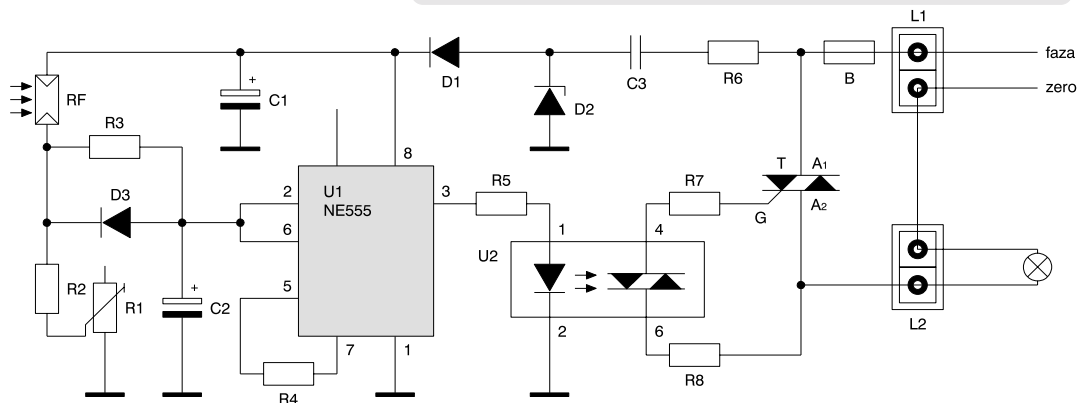 L1
faza
zero
RF
+
C1
D1
D2
C3
R6
B
R3
8
D3
2
U1
NE555
3
R5
R7
T
A1
G
A2
6
1
4
U2
R2
R1
+
C2
5
7
1
R4
2
6
R8
L2